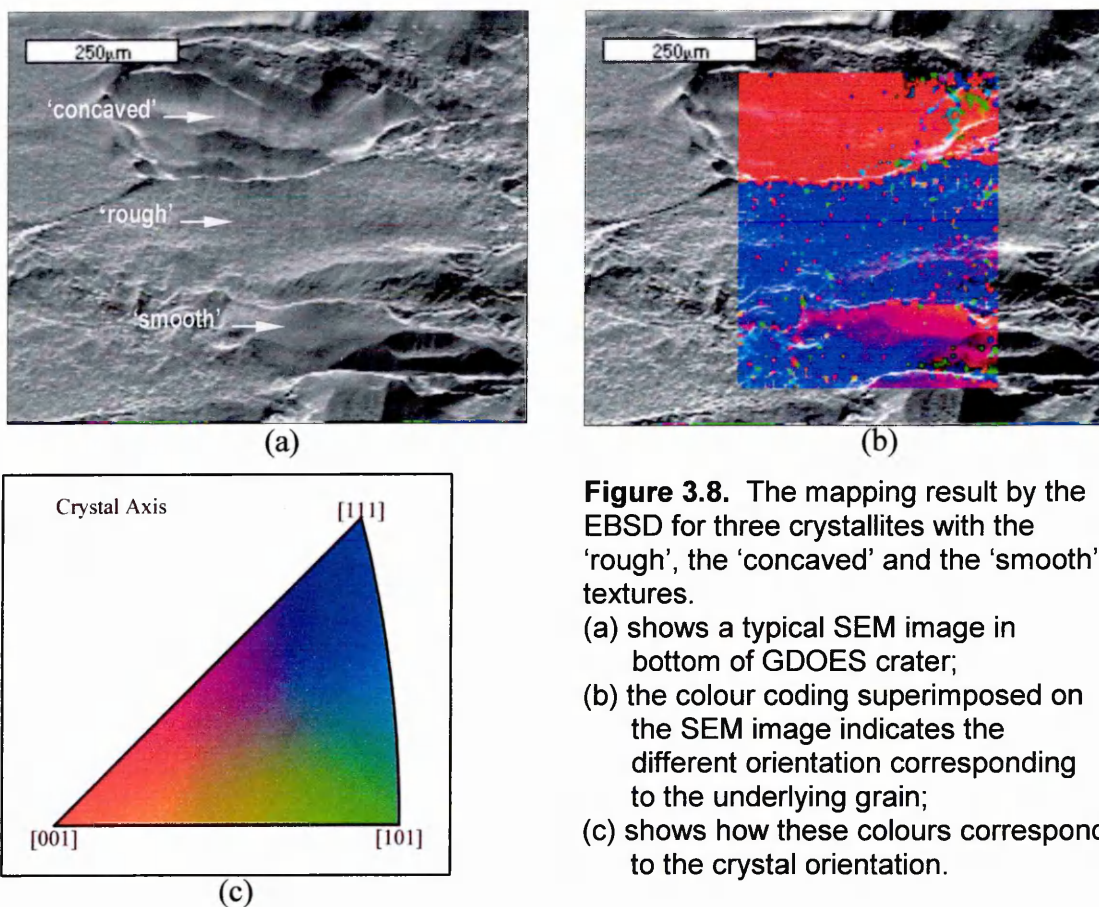 250μm
'concaved'
'rough'
'smooth'
(a)
250μm
(b)
Crystal Axis
[111]
[001]
[101]
(c)
Figure 3.8. The mapping result by the
EBSD for three crystallites with the
'rough', the 'concaved' and the 'smooth'
textures.
(a) shows a typical SEM image in
bottom of GDOES crater;
(b) the colour coding superimposed on
the SEM image indicates the
different orientation corresponding
to the underlying grain;
(c) shows how these colours correspond
to the crystal orientation.